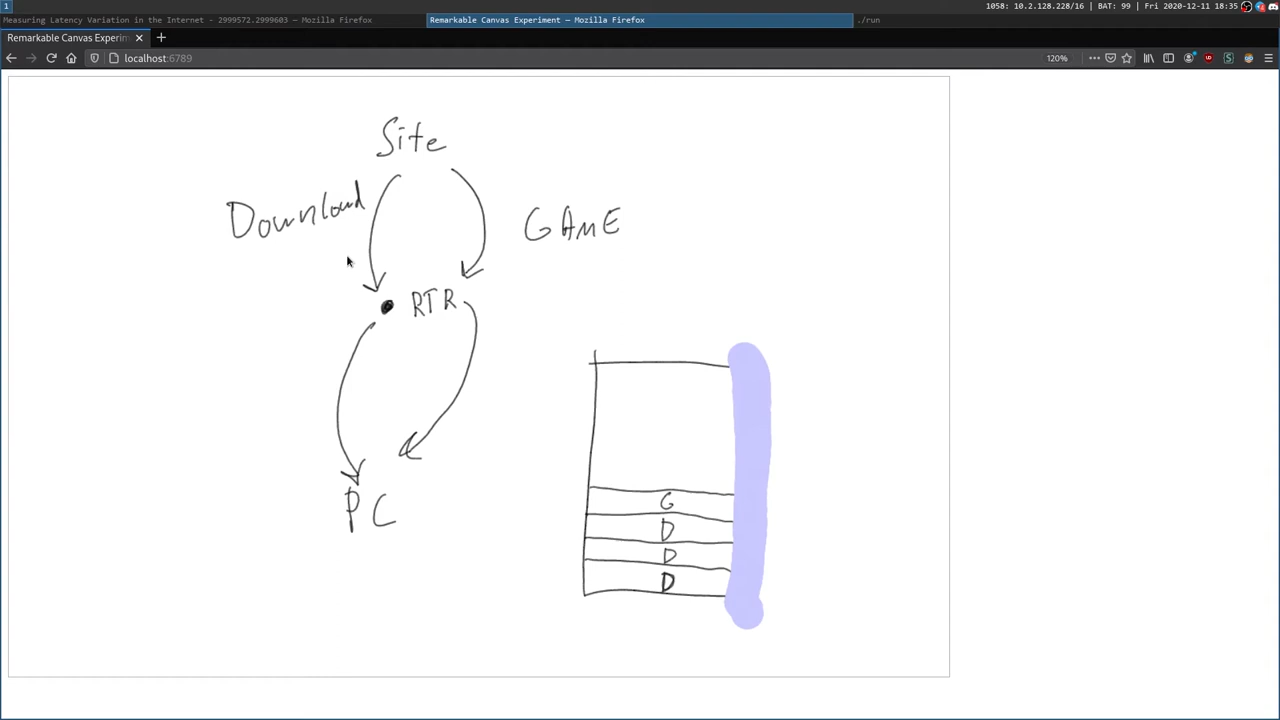 1
1058: 10.2.128.228/16 | BAT: 99 | Fri 2020-12-11 18:35
Measuring Latency Variation in the Internet - 2999572.2999603 — Mozilla Firefox
Remarkable Canvas Experiment — Mozilla Firefox
./run
Remarkable Canvas Experim
localhost:6789
120%
Site
Download
GAmE
RTR
PC
G
D
D
D